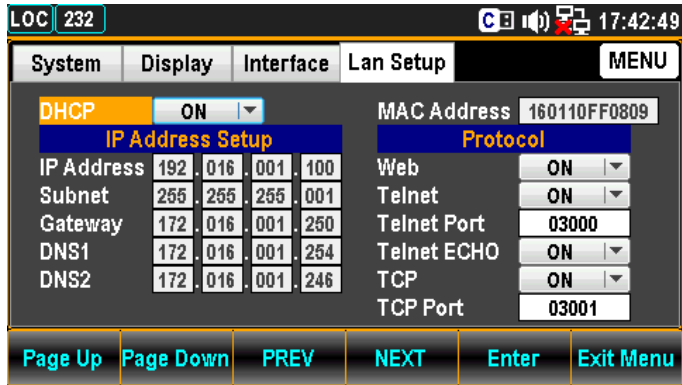 LOC 232 C 17:42:49
System Display Interface Lan Setup MENU
DHCP ON MAC Address 160110FF0809
IP Address Setup Protocol
IP Address 192 . 016 . 001 . 100 Web ON
Subnet 255 . 255 . 255 . 001 Telnet ON
Gateway 172 . 016 . 001 . 250 Telnet Port 03000
DNS1 172 . 016 . 001 . 254 Telnet ECHO ON
DNS2 172 . 016 . 001 . 246 TCP ON
TCP Port 03001
Page Up Page Down PREV NEXT Enter Exit Menu